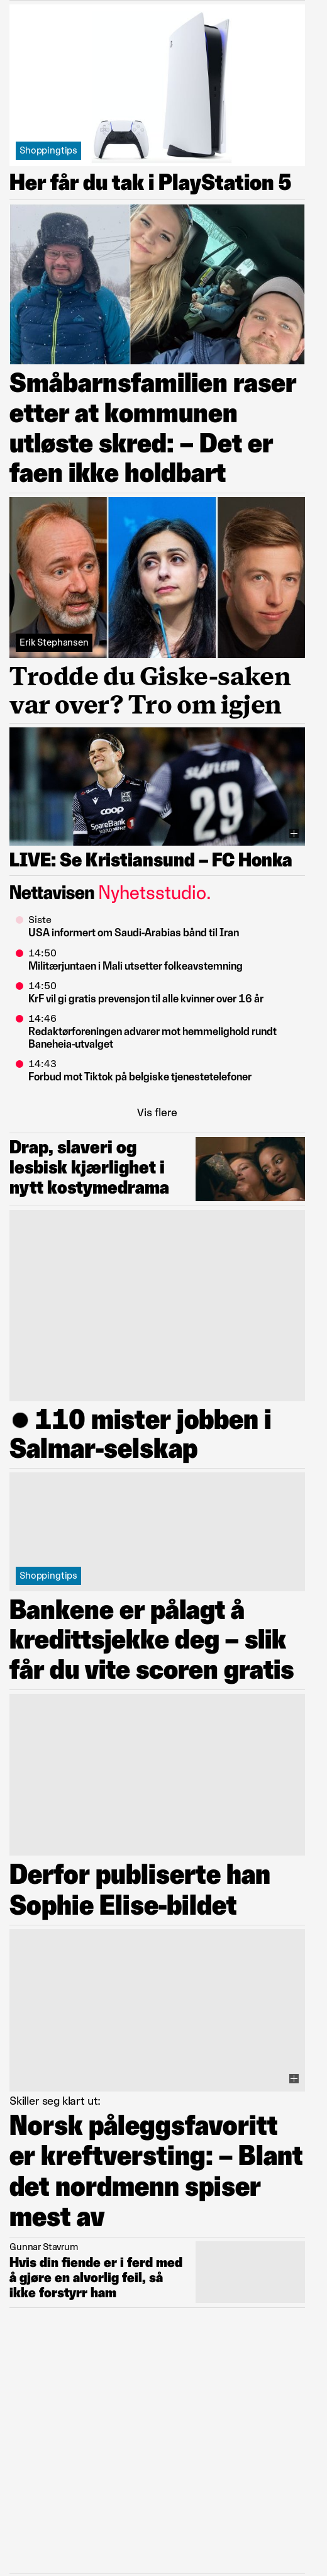 Shoppingtips
Her får du tak i PlayStation 5
Småbarnsfamilien raser
etter at kommunen
utløste skred: – Det er
faen ikke holdbart
Erik Stephansen
Trodde du Giske-saken
var over? Tro om igjen
coop
SpareBank 1
NORDMØRE
29
LIVE: Se Kristiansund – FC Honka
Nettavisen Nyhetsstudio.
Siste
USA informert om Saudi-Arabias bånd til Iran
14:50
Militærjuntaen i Mali utsetter folkeavstemning
14:50
KrF vil gi gratis prevensjon til alle kvinner over 16 år
14:46
Redaktørforeningen advarer mot hemmelighold rundt
Baneheia-utvalget
14:43
Forbud mot Tiktok på belgiske tjenestetelefoner
Vis flere
Drap, slaveri og
lesbisk kjærlighet i
nytt kostymedrama
110 mister jobben i
Salmar-selskap
Shoppingtips
Bankene er pålagt å
kredittsjekke deg – slik
får du vite scoren gratis
Derfor publiserte han
Sophie Elise-bildet
Skiller seg klart ut:
Norsk påleggsfavoritt
er kreftversting: – Blant
det nordmenn spiser
mest av
Gunnar Stavrum
Hvis din fiende er i ferd med
å gjøre en alvorlig feil, så
ikke forstyrr ham